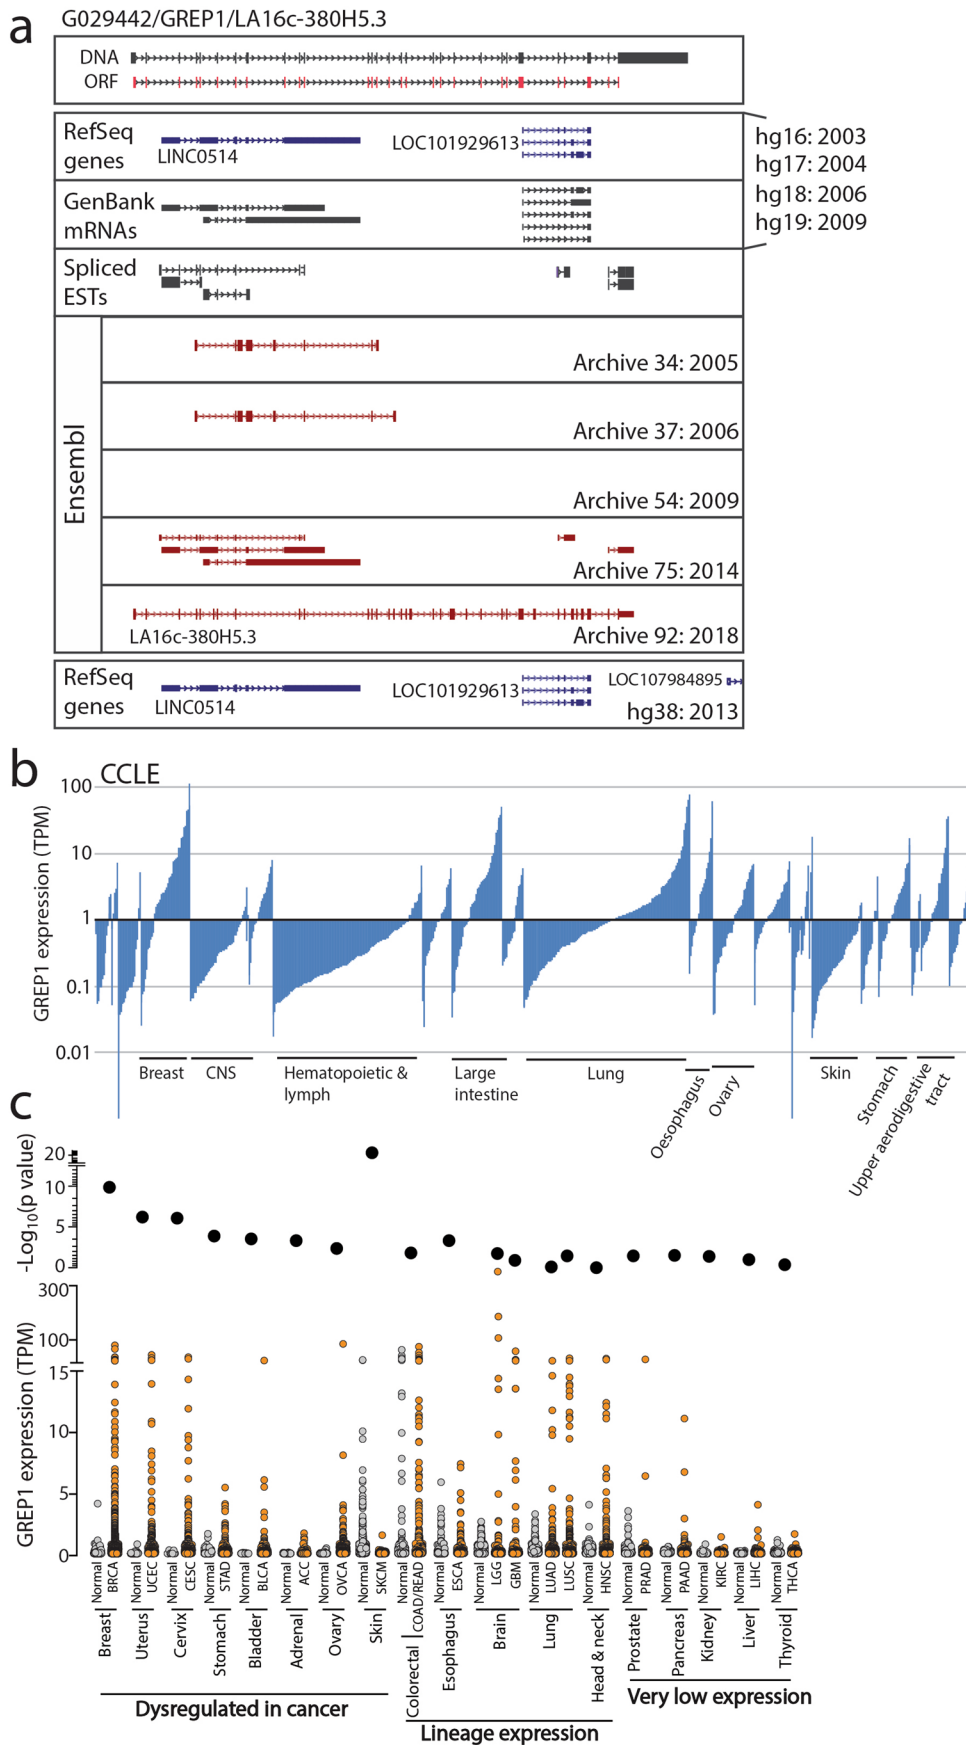 a
G029442/GREP1/LA16c-380H5.3
DNA
ORF
RefSeq
genes
LINC0514
LOC101929613
hg16: 2003
hg17: 2004
hg18: 2006
hg19: 2009
GenBank
mRNAs
Spliced
ESTs
Ensembl
Archive 34: 2005
Archive 37: 2006
Archive 54: 2009
Archive 75: 2014
LA16c-380H5.3
Archive 92: 2018
RefSeq
genes
LINC0514
LOC101929613
LOC107984895
hg38: 2013
b
CCLE
GREP1 expression (TPM)
100
10
1
0.1
0.01
Breast
CNS
Hematopoietic &
lymph
Large
intestine
Lung
Oesophagus
Ovary
Skin
Stomach
Upper aerodigestive
tract
c
-Log10(p value)
20
10
5
0
GREP1 expression (TPM)
300
100
15
10
5
0
Normal
BRCA
Normal
UCEC
Normal
CESC
Normal
STAD
Normal
BLCA
Normal
ACC
Normal
OVCA
Normal
SKCM
Normal
COAD/READ
Normal
ESCA
Normal
LGG
GBM
Normal
LUAD
LUSC
Normal
HNSC
Normal
PRAD
Normal
PAAD
Normal
KIRC
Normal
LIHC
Normal
THCA
Breast
Uterus
Cervix
Stomach
Bladder
Adrenal
Ovary
Skin
Colorectal
Esophagus
Brain
Lung
Head & neck
Prostate
Pancreas
Kidney
Liver
Thyroid
Dysregulated in cancer
Lineage expression
Very low expression